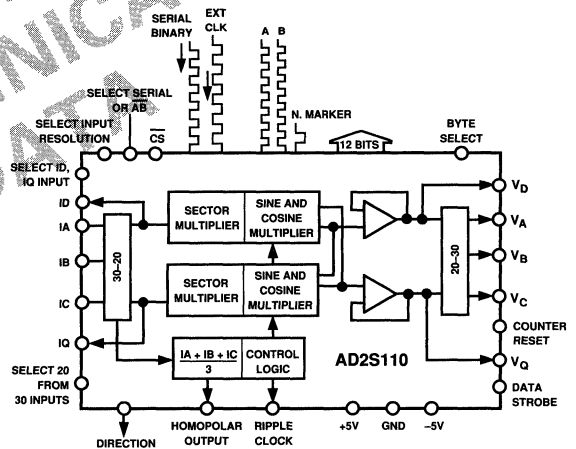 SERIAL
BINARY
EXT
CLK
A B
N. MARKER
SELECT SERIAL
OR AB
SELECT INPUT
RESOLUTION
CS
12 BITS
BYTE
SELECT
SELECT ID,
IQ INPUT
ID
IA
IB
IC
IQ
30–20
SECTOR
MULTIPLIER
SINE AND
COSINE
MULTIPLIER
SECTOR
MULTIPLIER
SINE AND
COSINE
MULTIPLIER
IA + IB + IC
3
CONTROL
LOGIC
AD2S110
20–30
VD
VA
VB
VC
COUNTER
RESET
VQ
DATA
STROBE
SELECT 20
FROM
30 INPUTS
DIRECTION
HOMOPOLAR
OUTPUT
RIPPLE
CLOCK
+5V
GND
–5V
NICA
DATA